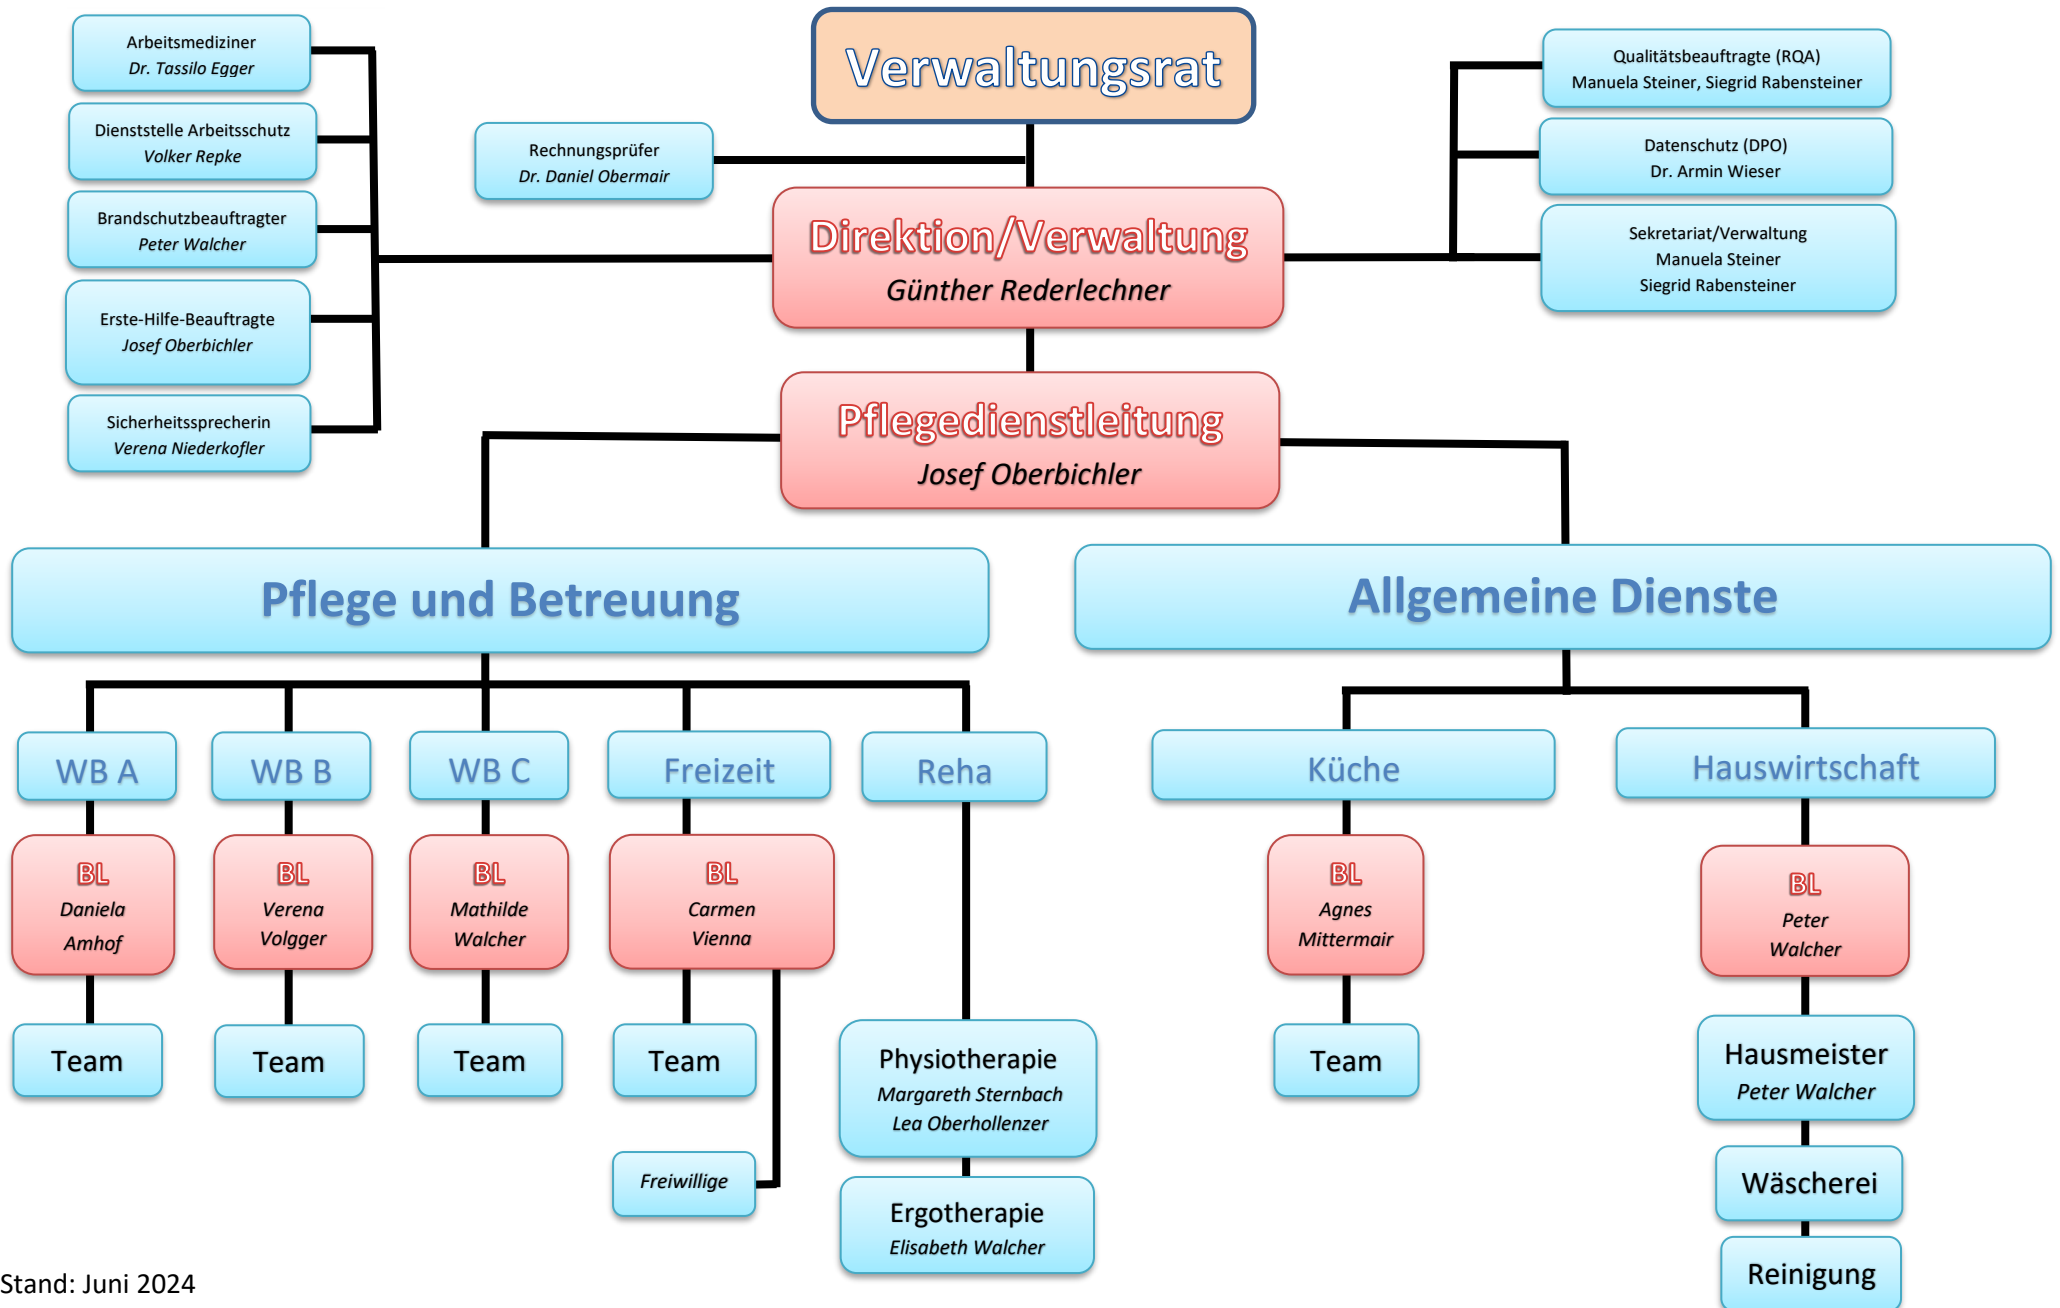 Verwaltungsrat
Arbeitsmediziner
Dr. Tassilo Egger
Dienststelle Arbeitsschutz
Volker Repke
Brandschutzbeauftragter
Peter Walcher
Erste-Hilfe-Beauftragte
Josef Oberbichler
Sicherheitssprecherin
Verena Niederkofler
Rechnungsprüfer
Dr. Daniel Obermair
Qualitätsbeauftragte (RQA)
Manuela Steiner, Siegrid Rabensteiner
Datenschutz (DPO)
Dr. Armin Wieser
Sekretariat/Verwaltung
Manuela Steiner
Siegrid Rabensteiner
Direktion/Verwaltung
Günther Rederlechner
Pflegedienstleitung
Josef Oberbichler
Pflege und Betreuung
Allgemeine Dienste
WB A
WB B
WB C
Freizeit
Reha
Küche
Hauswirtschaft
BL
Daniela
Amhof
BL
Verena
Volgger
BL
Mathilde
Walcher
BL
Carmen
Vienna
BL
Agnes
Mittermair
BL
Peter
Walcher
Team
Team
Team
Team
Freiwillige
Physiotherapie
Margareth Sternbach
Lea Oberhollenzer
Ergotherapie
Elisabeth Walcher
Team
Hausmeister
Peter Walcher
Wäscherei
Reinigung
Stand: Juni 2024